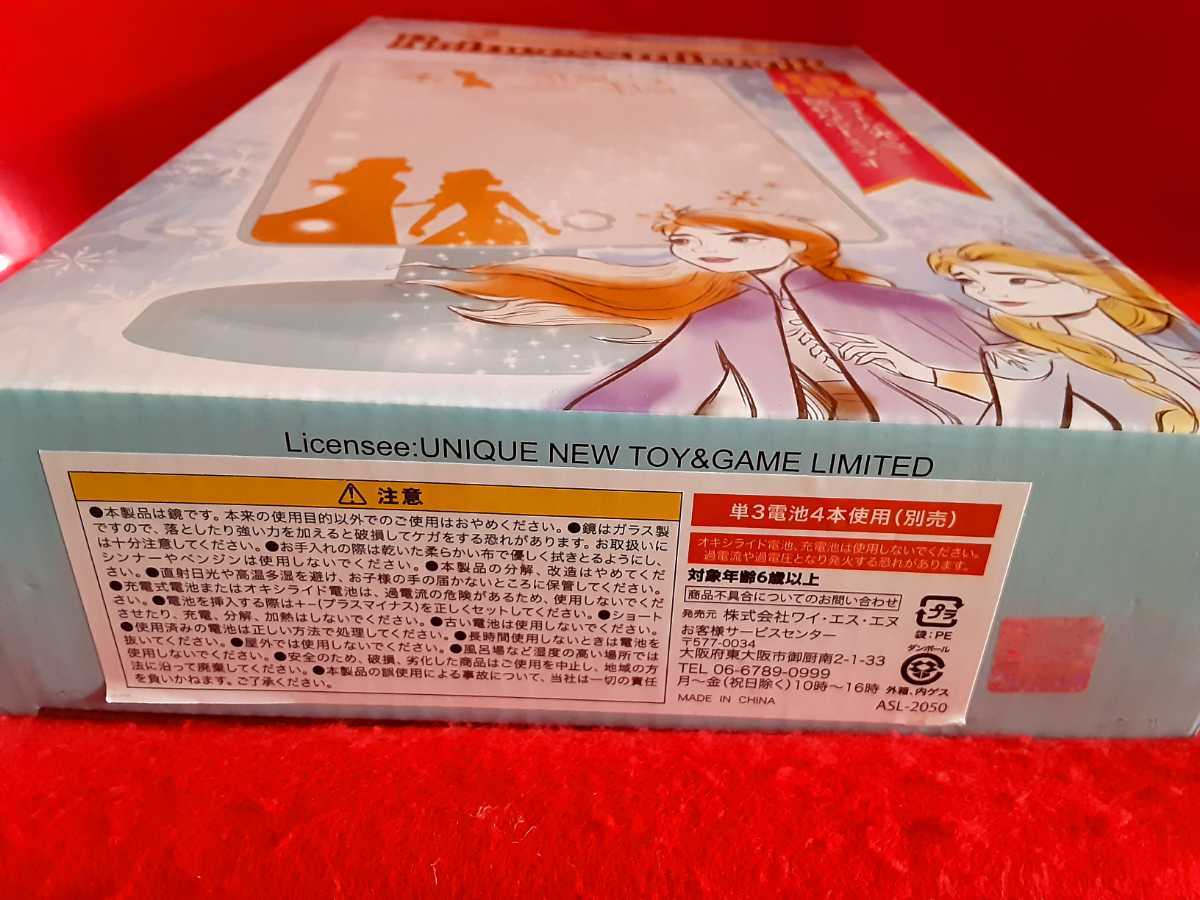 Licensee:UNIQUE NEW TOY&GAME LIMITED
⚠ 注意
●本製品は鏡です。本来の使用目的以外でのご使用はおやめください。●鏡はガラス製
ですので、落としたり強い力を加えると破損してケガをする恐れがあります。お取扱いに
は十分注意してください。●お手入れの際は乾いた柔らかい布で優しく拭きとるようにし、
シンナーやベンジンは使用しないでください。●本製品の分解、改造はやめてくだ
さい。●直射日光や高温多湿を避け、お子様の手の届かないところに保管してください。
●充電式電池またはオキシライド電池は、過電流の危険があるため、使用しないでくだ
さい。●電池を挿入する際は+-(プラスマイナス)を正しくセットしてください。●ショート
させたり、充電、分解、加熱はしないでください。●古い電池は使用しないでください。
●使用済みの電池は正しい方法で処理してください。●長時間使用しないときは電池を
抜いてください。●屋外では使用しないでください。●風呂場など湿度の高い場所では
使用しないでください。●安全のため、破損、劣化した商品はご使用を中止し、地域の方
法に沿って廃棄してください。●本製品の誤使用による事故について、当社は一切の責任
を負いかねます。ご了承ください。
単3電池4本使用(別売)
オキシライド電池、充電池は使用しないでください。
過電流や過電圧となり発火する恐れがあります。
対象年齢6歳以上
商品不具合についてのお問い合わせ
発売元 株式会社ワイ・エス・エヌ
お客様サービスセンター
〒577-0034
大阪府東大阪市御厨南2-1-33
TEL 06-6789-0999
月～金(祝日除く)10時～16時
MADE IN CHINA
プラ
袋:PE
ダンボール
外箱、内ゲス
ASL-2050